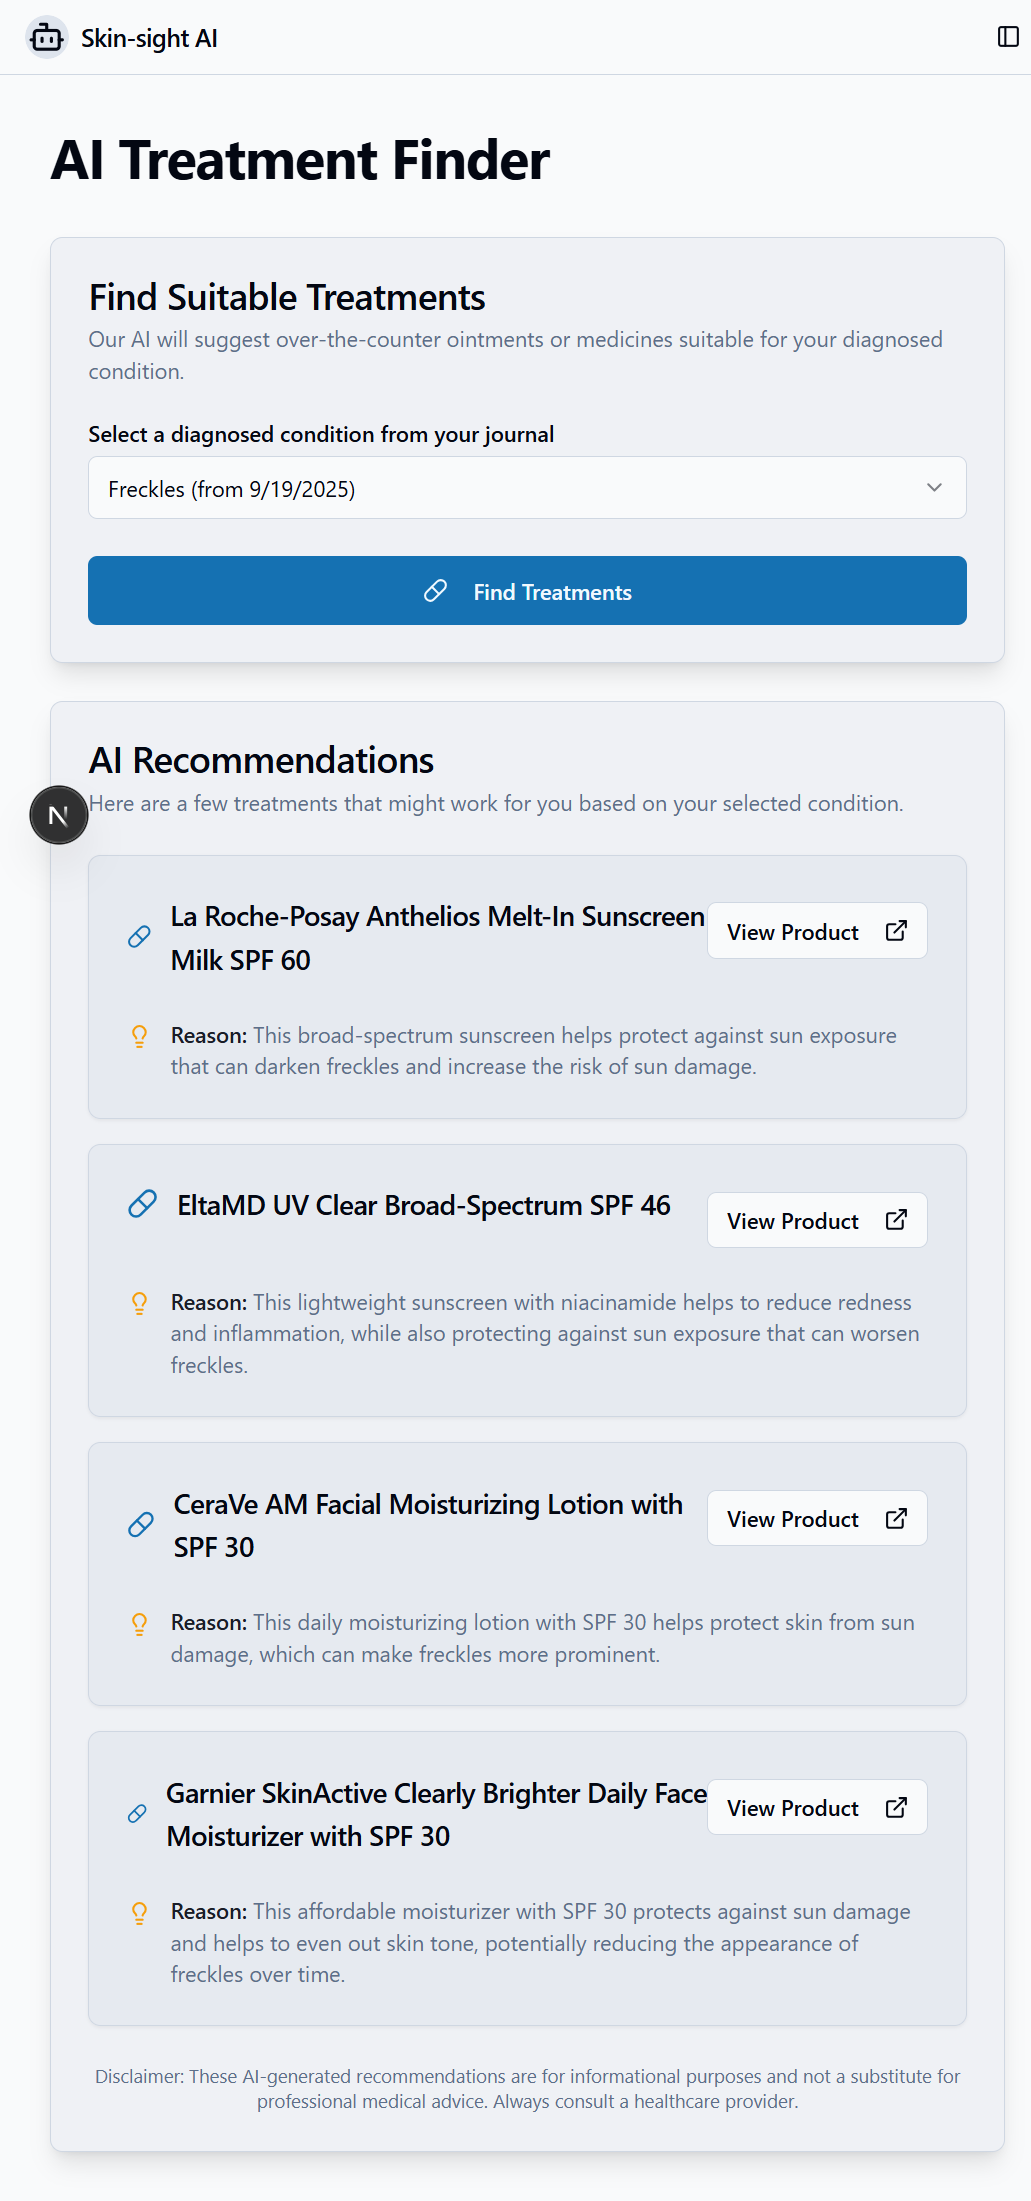 Skin-sight AI
AI Treatment Finder
Find Suitable Treatments
Our AI will suggest over-the-counter ointments or medicines suitable for your diagnosed
condition.
Select a diagnosed condition from your journal
Freckles (from 9/19/2025)
Find Treatments
AI Recommendations
Here are a few treatments that might work for you based on your selected condition.
N
La Roche-Posay Anthelios Melt-In Sunscreen
Milk SPF 60
View Product
Reason: This broad-spectrum sunscreen helps protect against sun exposure
that can darken freckles and increase the risk of sun damage.
EltaMD UV Clear Broad-Spectrum SPF 46
View Product
Reason: This lightweight sunscreen with niacinamide helps to reduce redness
and inflammation, while also protecting against sun exposure that can worsen
freckles.
CeraVe AM Facial Moisturizing Lotion with
SPF 30
View Product
Reason: This daily moisturizing lotion with SPF 30 helps protect skin from sun
damage, which can make freckles more prominent.
Garnier SkinActive Clearly Brighter Daily Face
Moisturizer with SPF 30
View Product
Reason: This affordable moisturizer with SPF 30 protects against sun damage
and helps to even out skin tone, potentially reducing the appearance of
freckles over time.
Disclaimer: These AI-generated recommendations are for informational purposes and not a substitute for
professional medical advice. Always consult a healthcare provider.